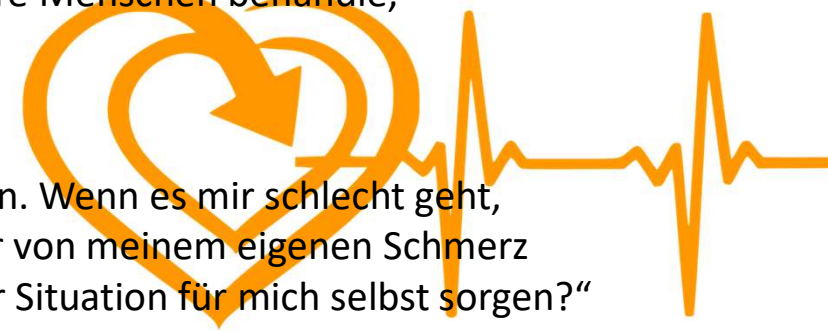 Menschen behandle,
n. Wenn es mir schlecht geht,
r von meinem eigenen Schmerz
r Situation für mich selbst sorgen?“